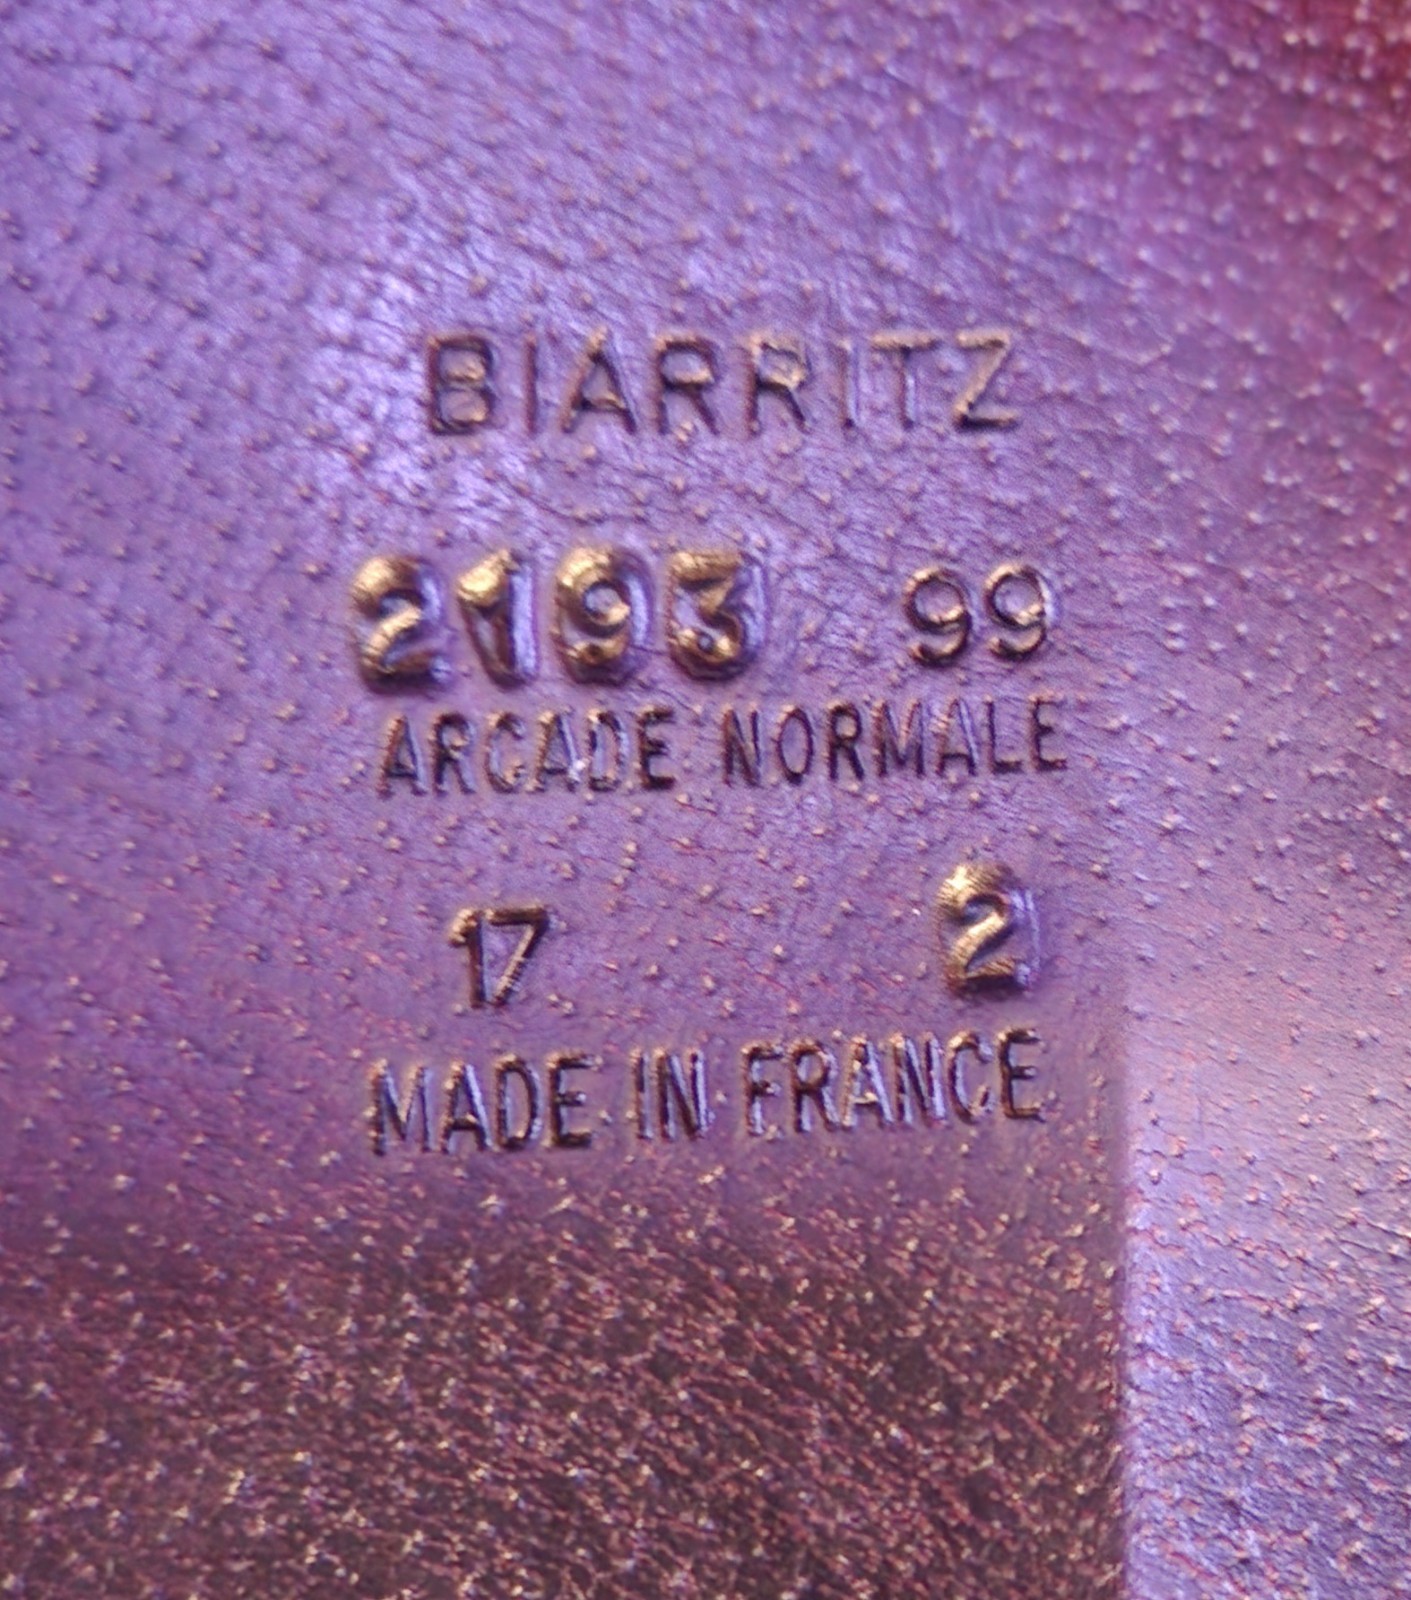 BIARRITZ
2193 99
ARCADE NORMALE
17 2
MADE IN FRANCE